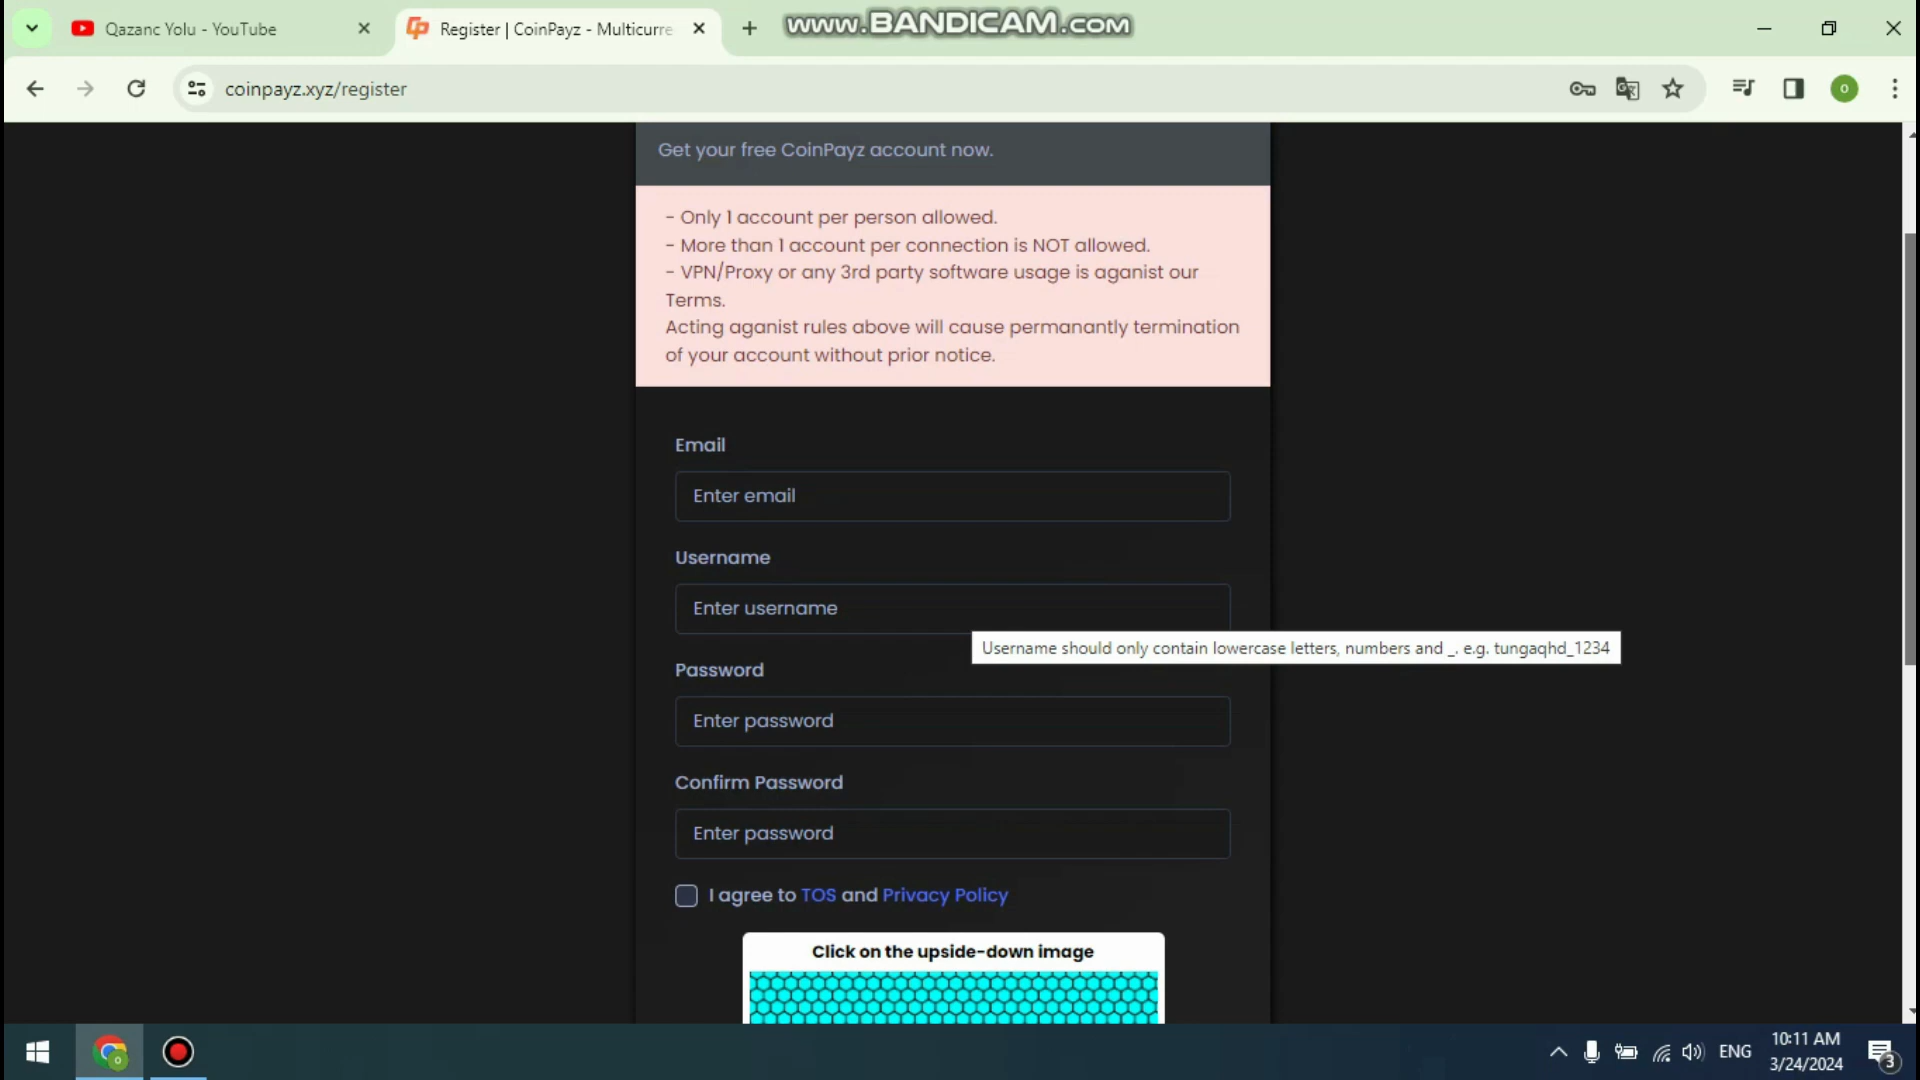 Qazanc Yolu - YouTube
Register | CoinPayz - Multicurre
www.BANDICAM.com
coinpayz.xyz/register
o
Get your free CoinPayz account now.
- Only 1 account per person allowed.
- More than 1 account per connection is NOT allowed.
- VPN/Proxy or any 3rd party software usage is aganist our
Terms.
Acting aganist rules above will cause permanantly termination
of your account without prior notice.
Email
Enter email
Username
Enter username
Username should only contain lowercase letters, numbers and _. e.g. tungaqhd_1234
Password
Enter password
Confirm Password
Enter password
I agree to TOS and Privacy Policy
Click on the upside-down image
ENG
10:11 AM
3/24/2024
3